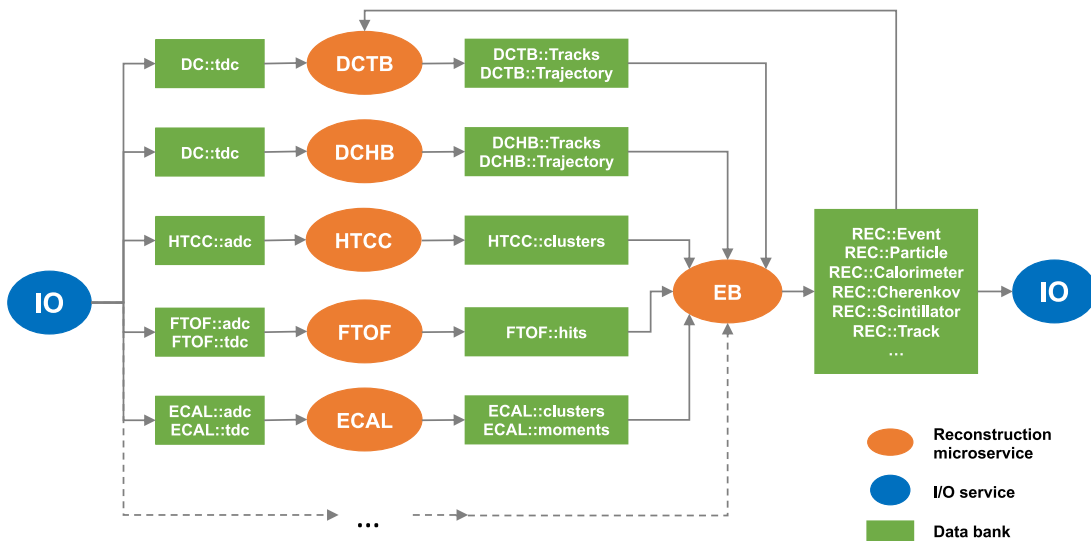 DC::tdc
DCTB
DCTB::Tracks
DCTB::Trajectory
DC::tdc
DCHB
DCHB::Tracks
DCHB::Trajectory
HTCC::adc
HTCC
HTCC::clusters
IO
FTOF::adc
FTOF::tdc
FTOF
FTOF::hits
EB
REC::Event
REC::Particle
REC::Calorimeter
REC::Cherenkov
REC::Scintillator
REC::Track
...
IO
ECAL::adc
ECAL::tdc
ECAL
ECAL::clusters
ECAL::moments
...
Reconstruction
microservice
I/O service
Data bank